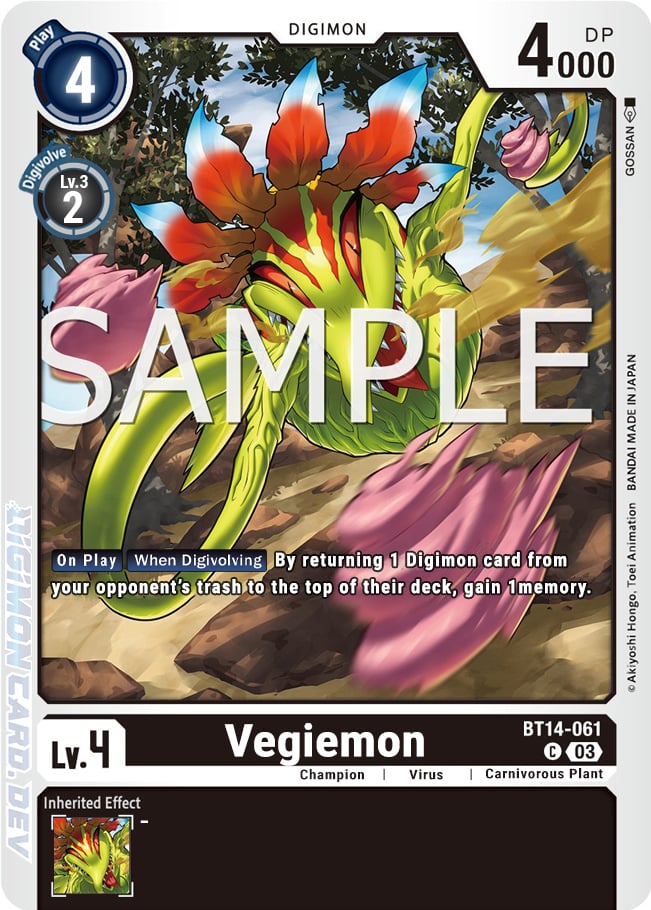 DIGIMON
Play
4
4000
DP
Digivolve
Lv.3
2
GOSSAN
SAMPLE
BANDAI MADE IN JAPAN
© Akiyoshi Hongo, Toei Animation
DIGIMONCARD.DEV
On Play When Digivolving By returning 1 Digimon card from
your opponent's trash to the top of their deck, gain 1memory.
Lv.4
Vegiemon
BT14-061
C 03
Champion | Virus | Carnivorous Plant
Inherited Effect
-